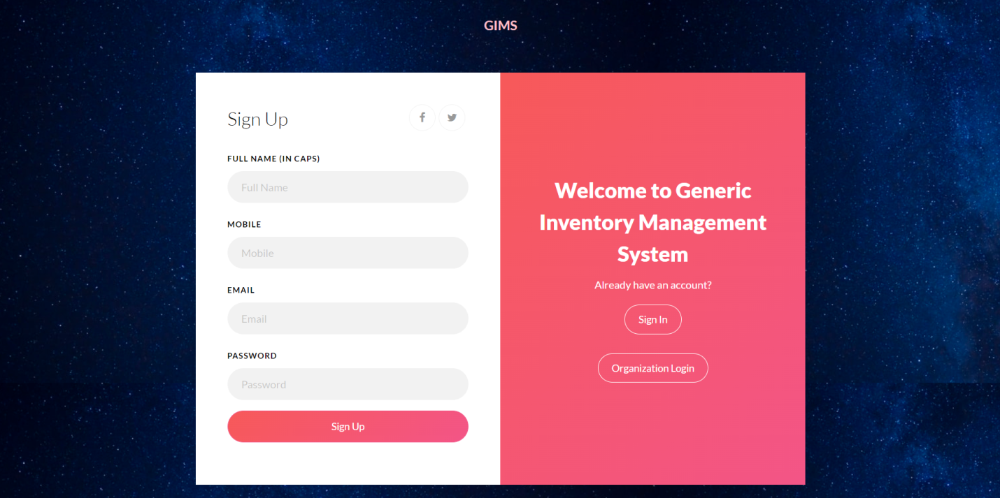 GIMS
Sign Up
FULL NAME (IN CAPS)
Full Name
MOBILE
Mobile
EMAIL
Email
PASSWORD
Password
Sign Up
Welcome to Generic
Inventory Management
System
Already have an account?
Sign In
Organization Login